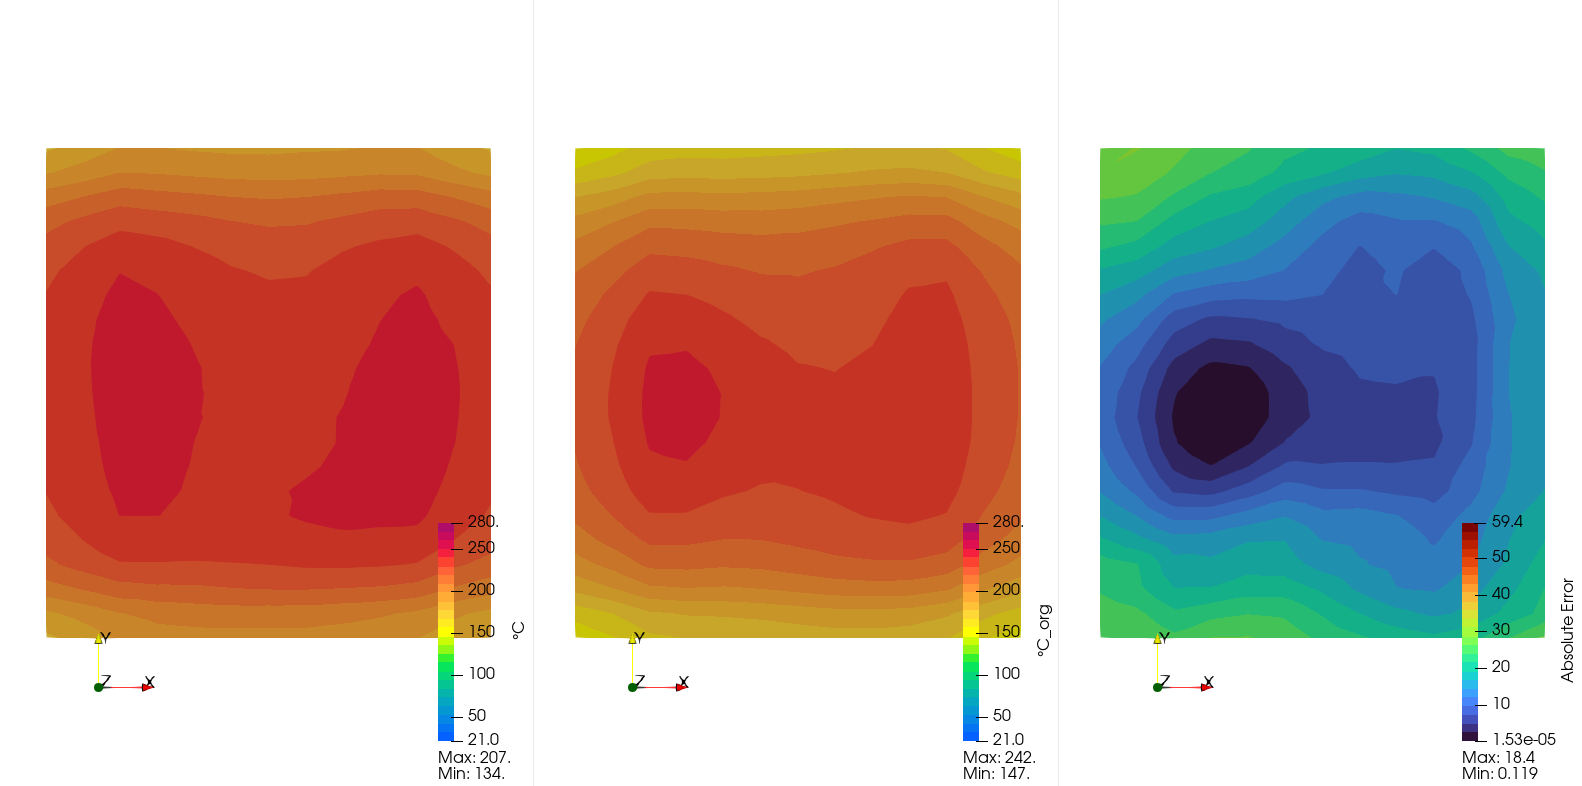 280.
250
200
150
100
50
21.0
°C
Max: 207.
Min: 134.
Y
Z
X
280.
250
200
150
100
50
21.0
°C_org
Max: 242.
Min: 147.
Y
Z
X
59.4
50
40
30
20
10
1.53e-05
Absolute Error
Max: 18.4
Min: 0.119
Y
Z
X